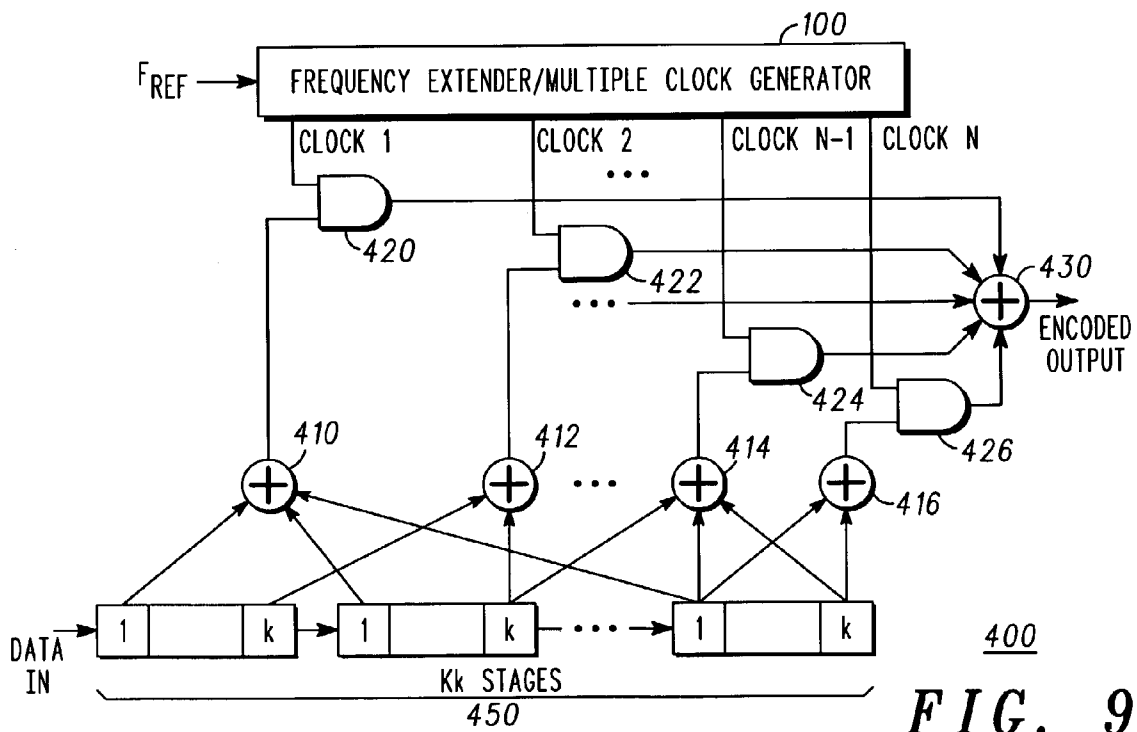 100
F REF
FREQUENCY EXTENDER/MULTIPLE CLOCK GENERATOR
CLOCK 1
CLOCK 2
CLOCK N-1
CLOCK N
•••
420
422
•••
430
ENCODED
OUTPUT
424
426
410
412
•••
414
416
DATA
IN
1
k
1
k
•••
1
k
Kk STAGES
450
400
FIG. 9